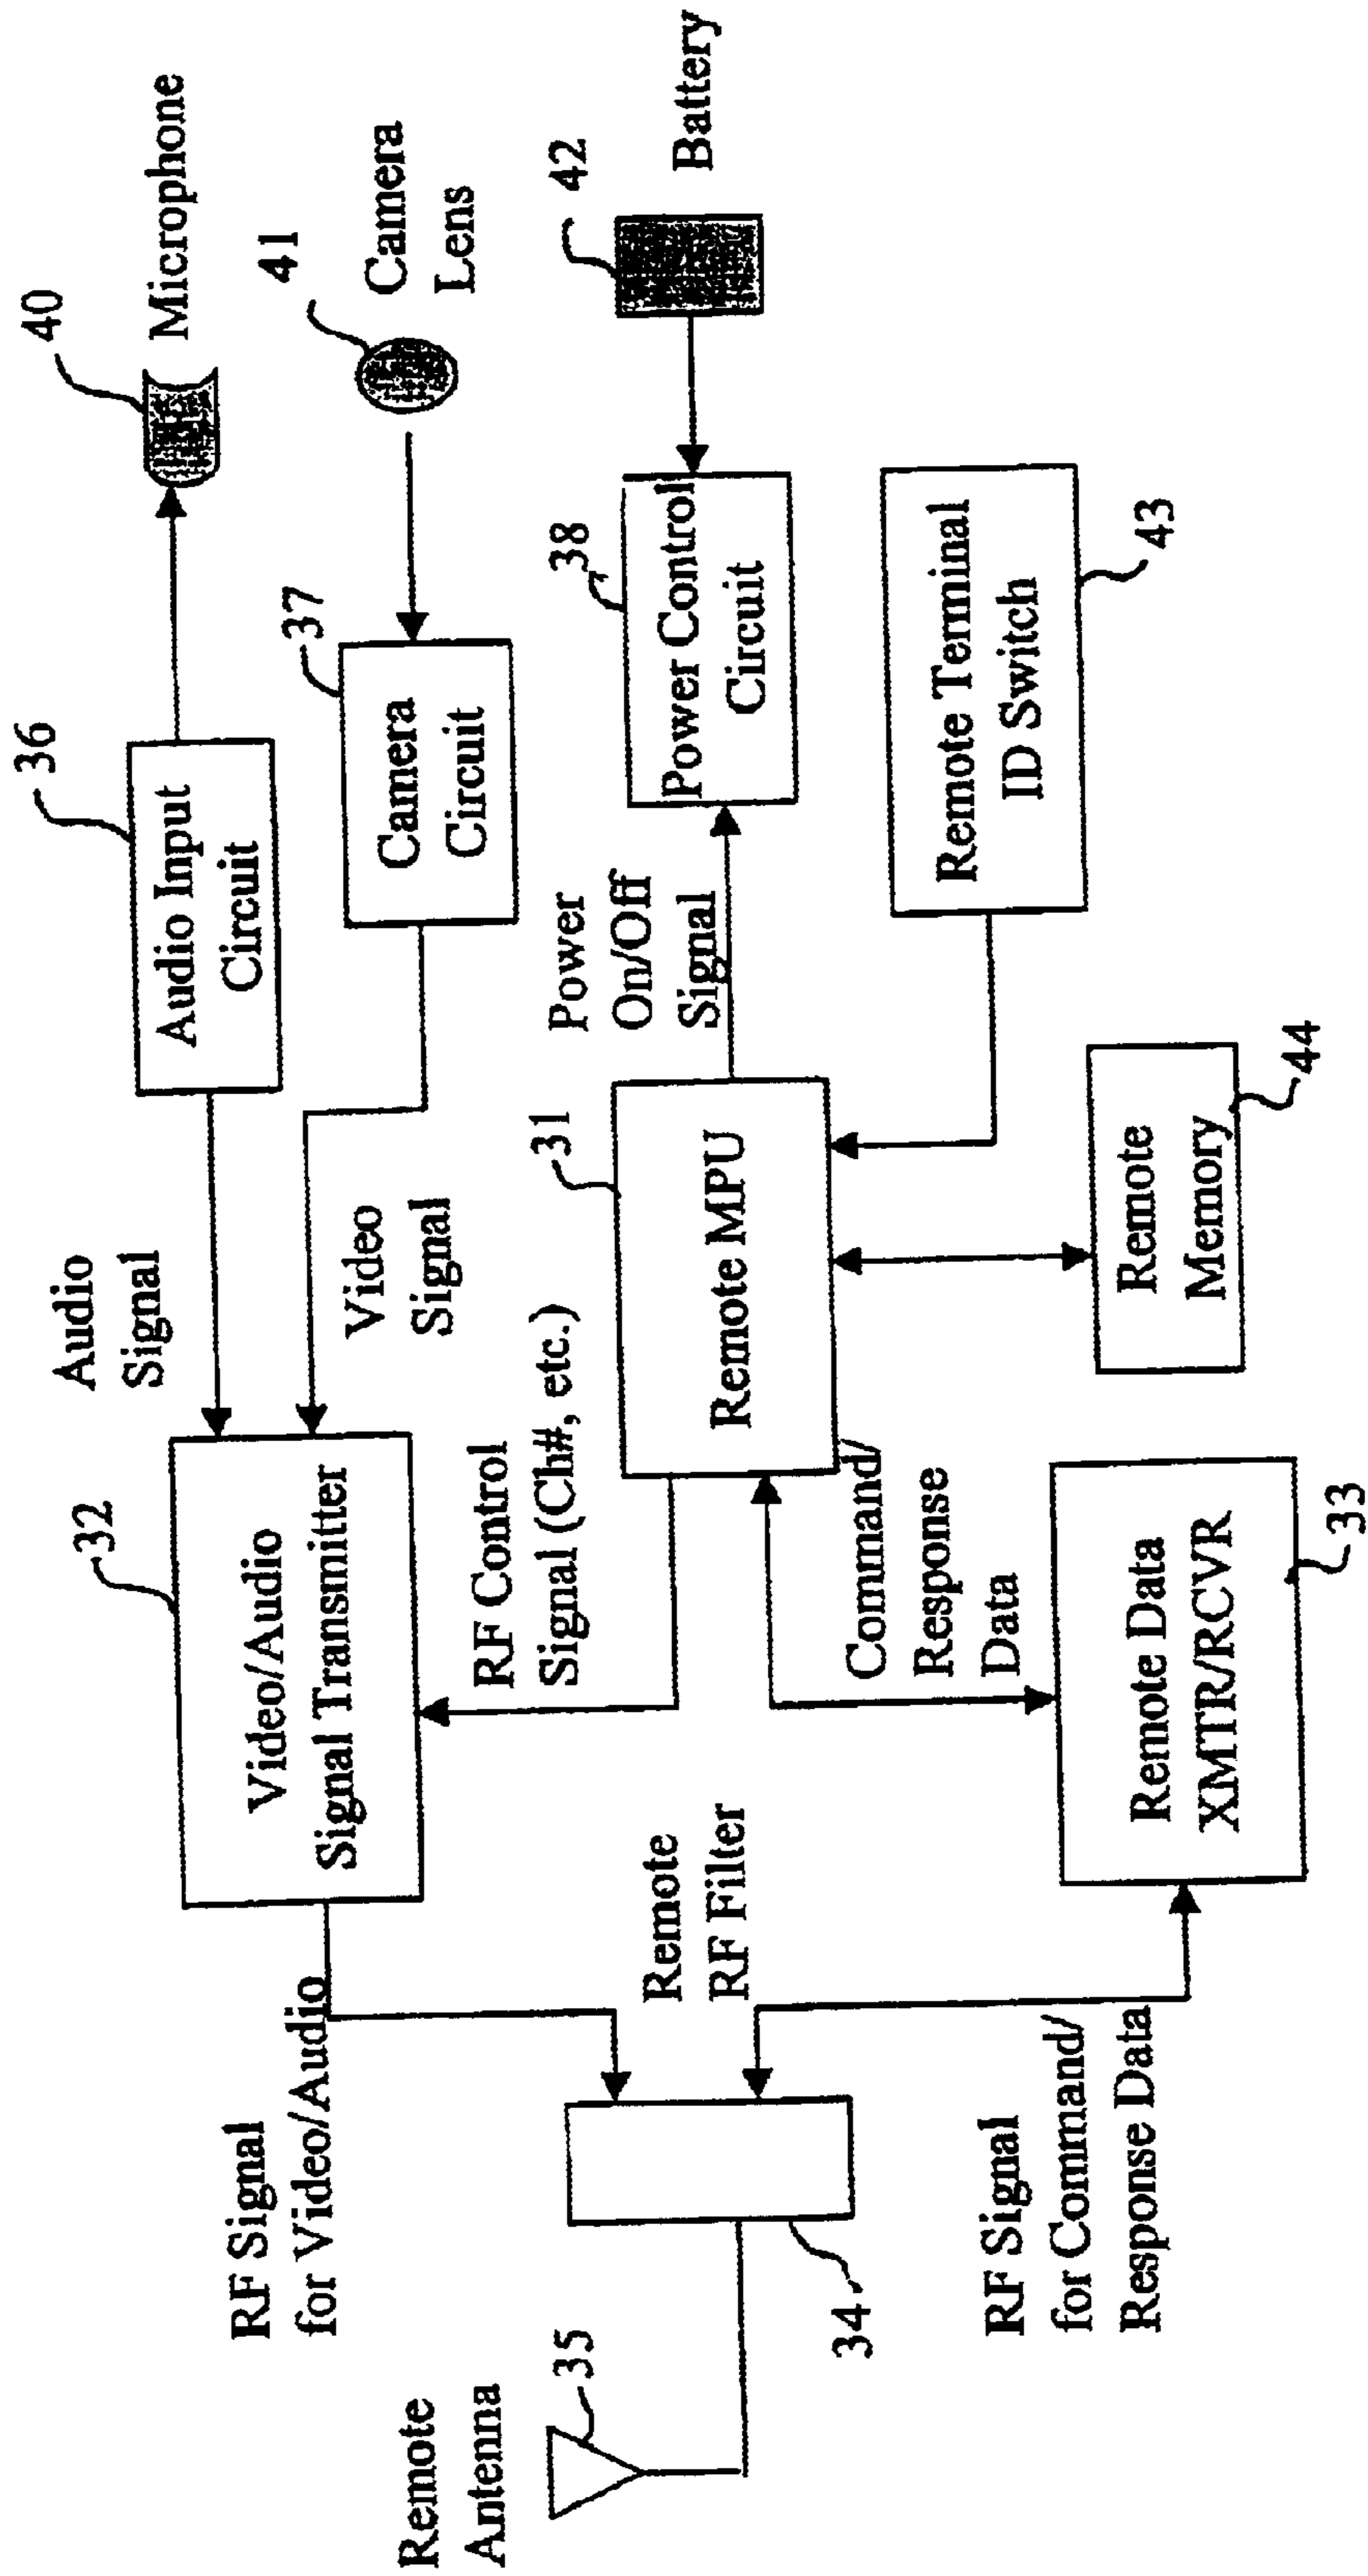 40
Microphone
36
Audio Input
Circuit
Audio
Signal
41
Camera
Lens
37
Camera
Circuit
Video
Signal
32
Video/Audio
Signal Transmitter
RF Signal
for Video/Audio
42
Battery
38
Power Control
Circuit
Power
On/Off
Signal
31
Remote MPU
RF Control
Signal (Ch#, etc.)
Remote
RF Filter
34
Remote
Antenna
35
Remote Terminal
ID Switch
43
Remote
Memory
44
Command/
Response
Data
Remote Data
XMTR/RCVR
33
RF Signal
for Command/
Response Data